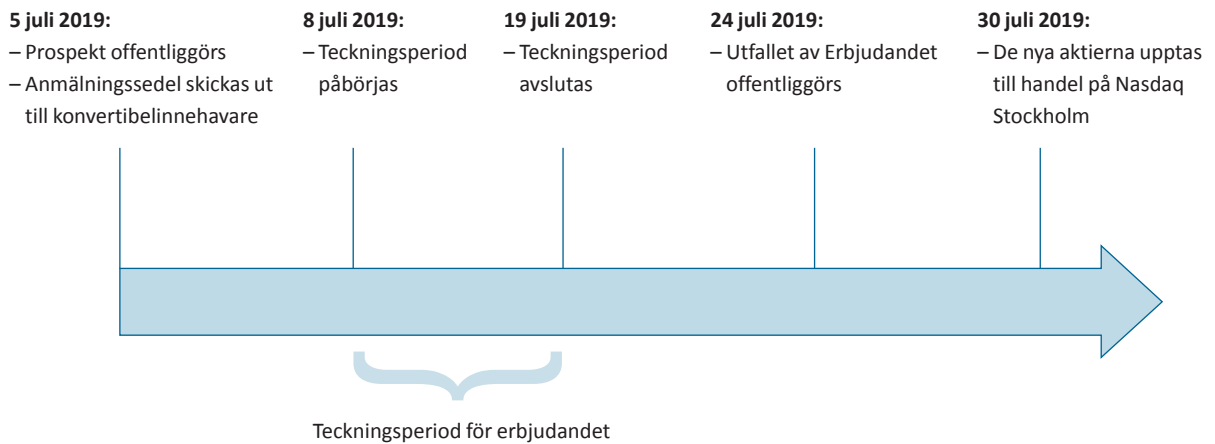 5 juli 2019:
– Prospekt offentliggörs
– Anmälningssedel skickas ut
till konvertibelinnehavare
8 juli 2019:
– Teckningsperiod
påbörjas
19 juli 2019:
– Teckningsperiod
avslutas
24 juli 2019:
– Utfallet av Erbjudandet
offentliggörs
30 juli 2019:
– De nya aktierna upptas
till handel på Nasdaq
Stockholm
Teckningsperiod för erbjudandet